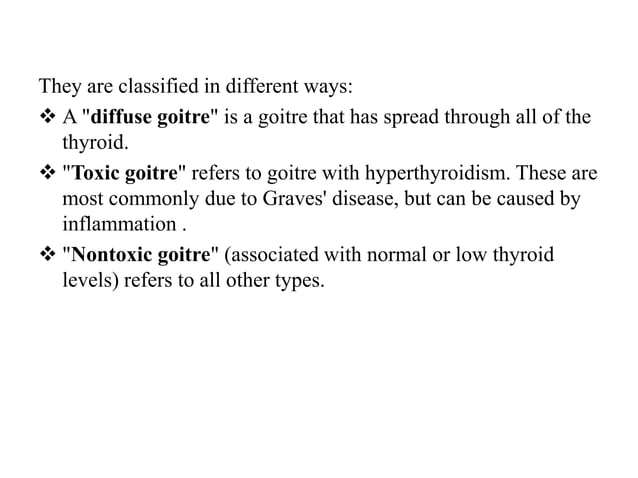 They are classified in different ways:
❖ A "diffuse goitre" is a goitre that has spread through all of the
thyroid.
❖ "Toxic goitre" refers to goitre with hyperthyroidism. These are
most commonly due to Graves' disease, but can be caused by
inflammation .
❖ "Nontoxic goitre" (associated with normal or low thyroid
levels) refers to all other types.